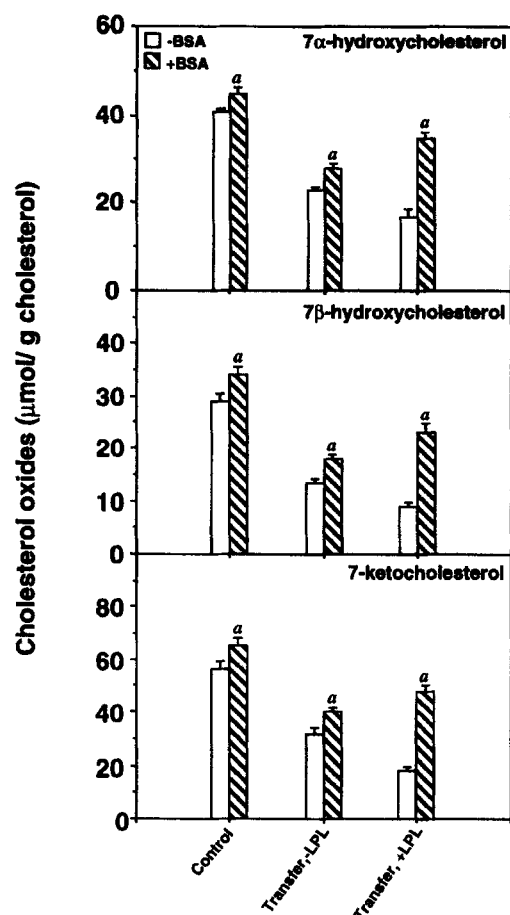 60
7α-hydroxycholesterol
-BSA
+BSA
a
a
a
40
20
0
7β-hydroxycholesterol
a
a
a
40
30
20
10
0
7-ketocholesterol
a
a
a
80
60
40
20
0
Cholesterol oxides (μmol/ g cholesterol)
Control
Transfer,-LPL
Transfer, +LPL